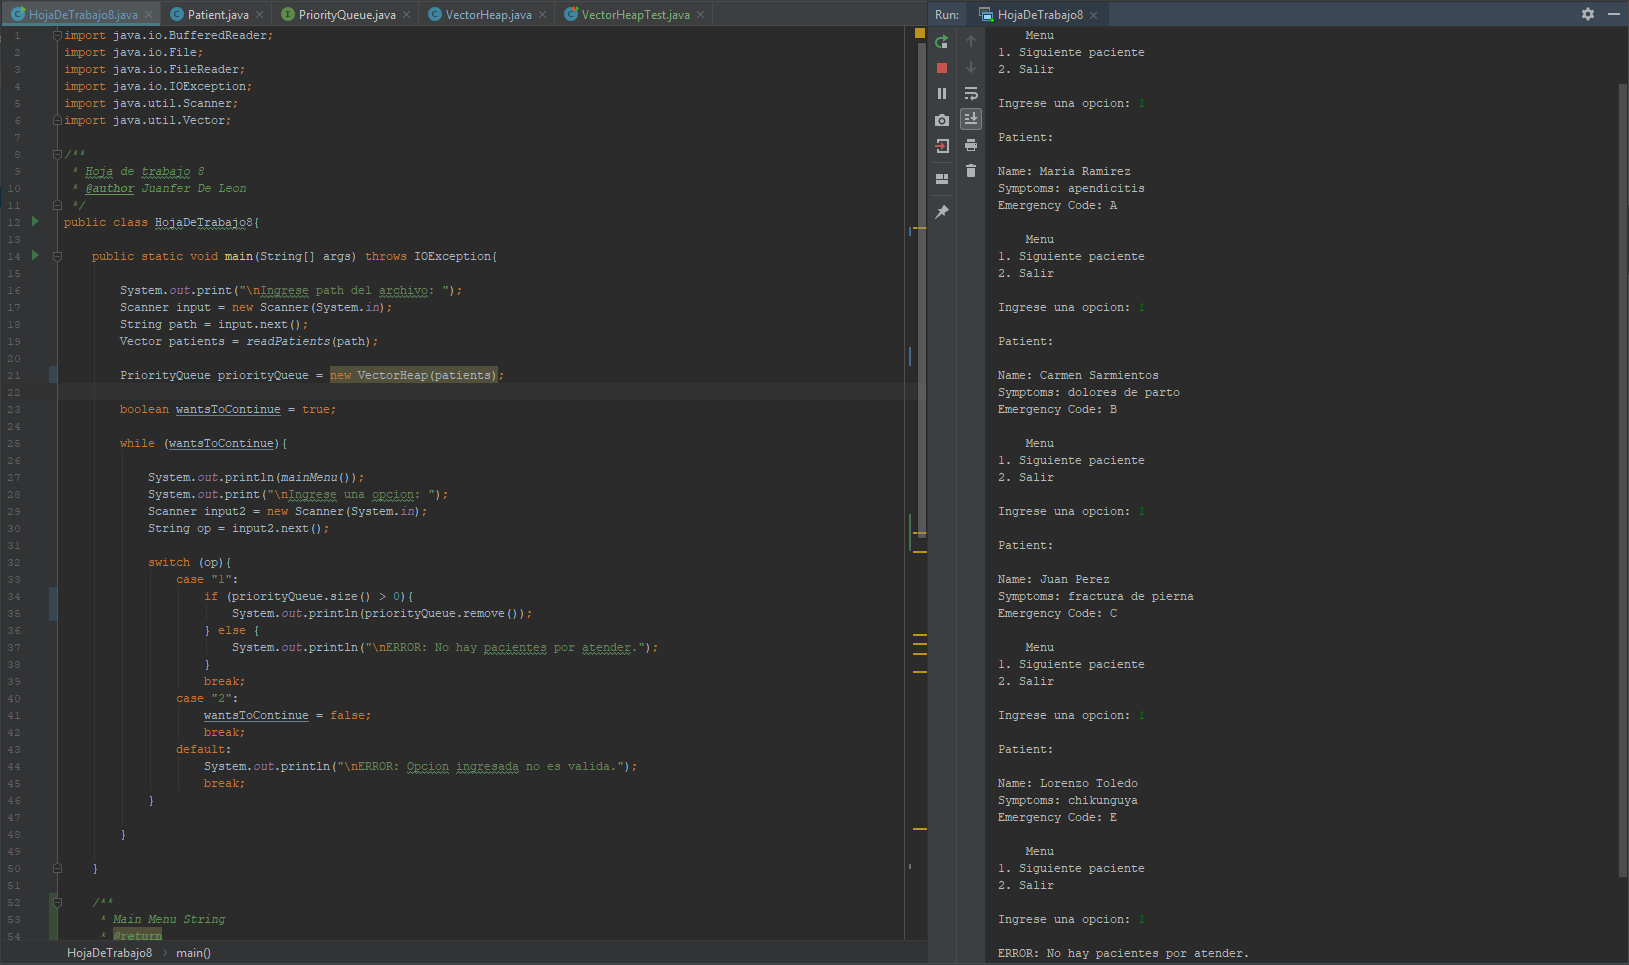 HojaDeTrabajo8.java
Patient.java
PriorityQueue.java
VectorHeap.java
VectorHeapTest.java
1 import java.io.BufferedReader;
2 import java.io.File;
3 import java.io.FileReader;
4 import java.io.IOException;
5 import java.util.Scanner;
6 import java.util.Vector;
7
8 /**
9 * Hoja de trabajo 8
10 * @author Juanfer De Leon
11 */
12 public class HojaDeTrabajo8{
13
14 public static void main(String[] args) throws IOException{
15
16 System.out.print("\nIngrese path del archivo: ");
17 Scanner input = new Scanner(System.in);
18 String path = input.next();
19 Vector patients = readPatients(path);
20
21 PriorityQueue priorityQueue = new VectorHeap(patients);
22
23 boolean wantsToContinue = true;
24
25 while (wantsToContinue){
26
27 System.out.println(mainMenu());
28 System.out.print("\nIngrese una opcion: ");
29 Scanner input2 = new Scanner(System.in);
30 String op = input2.next();
31
32 switch (op){
33 case "1":
34 if (priorityQueue.size() > 0){
35 System.out.println(priorityQueue.remove());
36 } else {
37 System.out.println("\nERROR: No hay pacientes por atender.");
38 }
39 break;
40 case "2":
41 wantsToContinue = false;
42 break;
43 default:
44 System.out.println("\nERROR: Opcion ingresada no es valida.");
45 break;
46 }
47
48 }
49
50 }
51
52 /**
53 * Main Menu String
54 * @return
HojaDeTrabajo8 › main()
Run: HojaDeTrabajo8
Menu
1. Siguiente paciente
2. Salir
Ingrese una opcion: 1
Patient:
Name: Maria Ramirez
Symptoms: apendicitis
Emergency Code: A
Menu
1. Siguiente paciente
2. Salir
Ingrese una opcion: 1
Patient:
Name: Carmen Sarmientos
Symptoms: dolores de parto
Emergency Code: B
Menu
1. Siguiente paciente
2. Salir
Ingrese una opcion: 1
Patient:
Name: Juan Perez
Symptoms: fractura de pierna
Emergency Code: C
Menu
1. Siguiente paciente
2. Salir
Ingrese una opcion: 1
Patient:
Name: Lorenzo Toledo
Symptoms: chikunguya
Emergency Code: E
Menu
1. Siguiente paciente
2. Salir
Ingrese una opcion: 1
ERROR: No hay pacientes por atender.